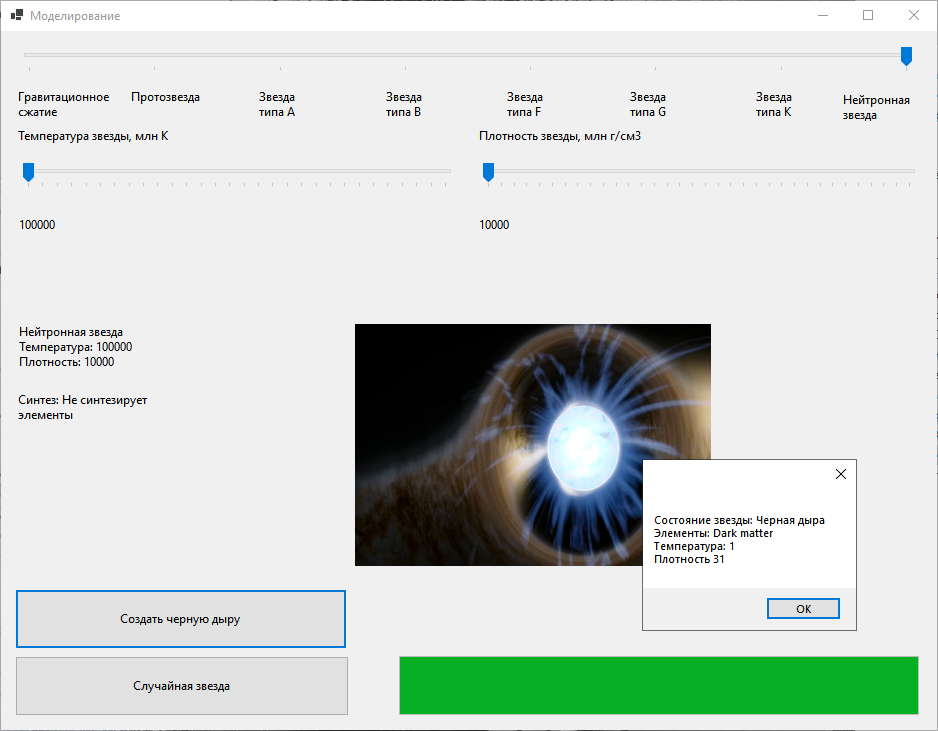 Моделирование
Гравитационное
сжатие
Протозвезда
Звезда
типа A
Звезда
типа B
Звезда
типа F
Звезда
типа G
Звезда
типа K
Нейтронная
звезда
Температура звезды, млн К
Плотность звезды, млн г/см3
100000
10000
Нейтронная звезда
Температура: 100000
Плотность: 10000
Синтез: Не синтезирует
элементы
Состояние звезды: Черная дыра
Элементы: Dark matter
Температура: 1
Плотность 31
OK
Создать черную дыру
Случайная звезда